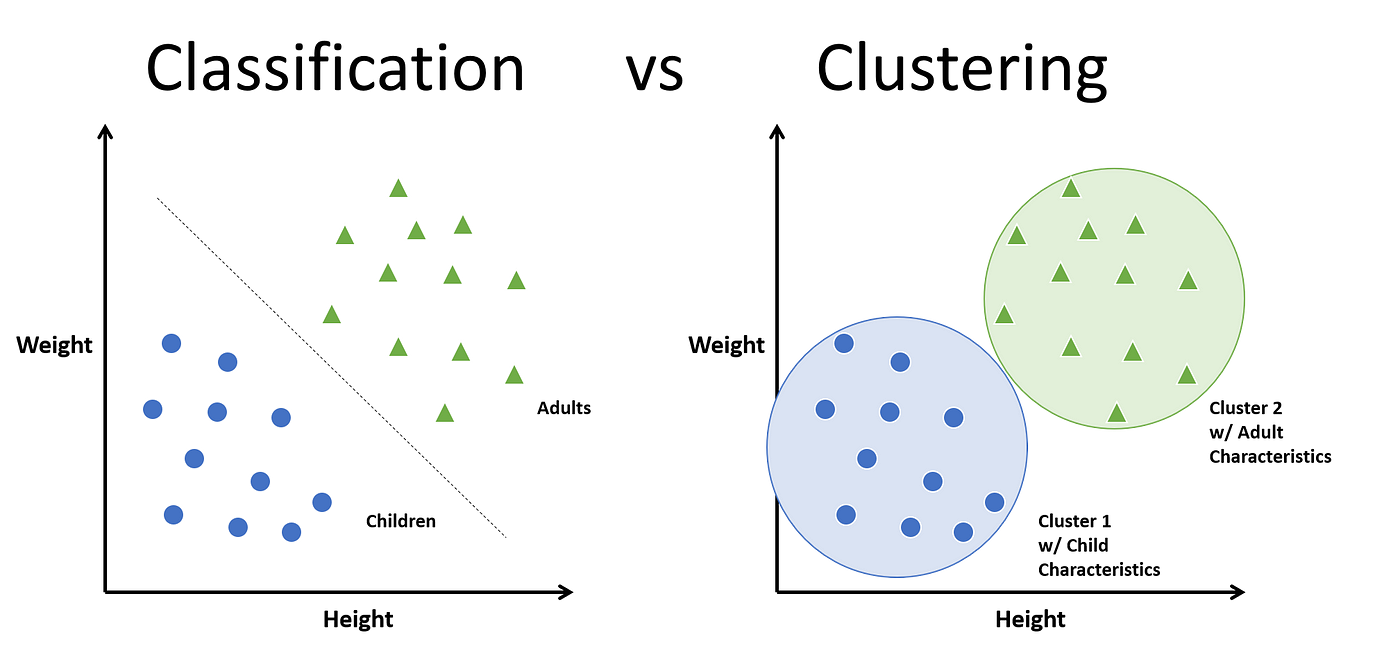 Classification vs Clustering
Weight
Adults
Children
Height
Weight
Cluster 2
w/ Adult
Characteristics
Cluster 1
w/ Child
Characteristics
Height